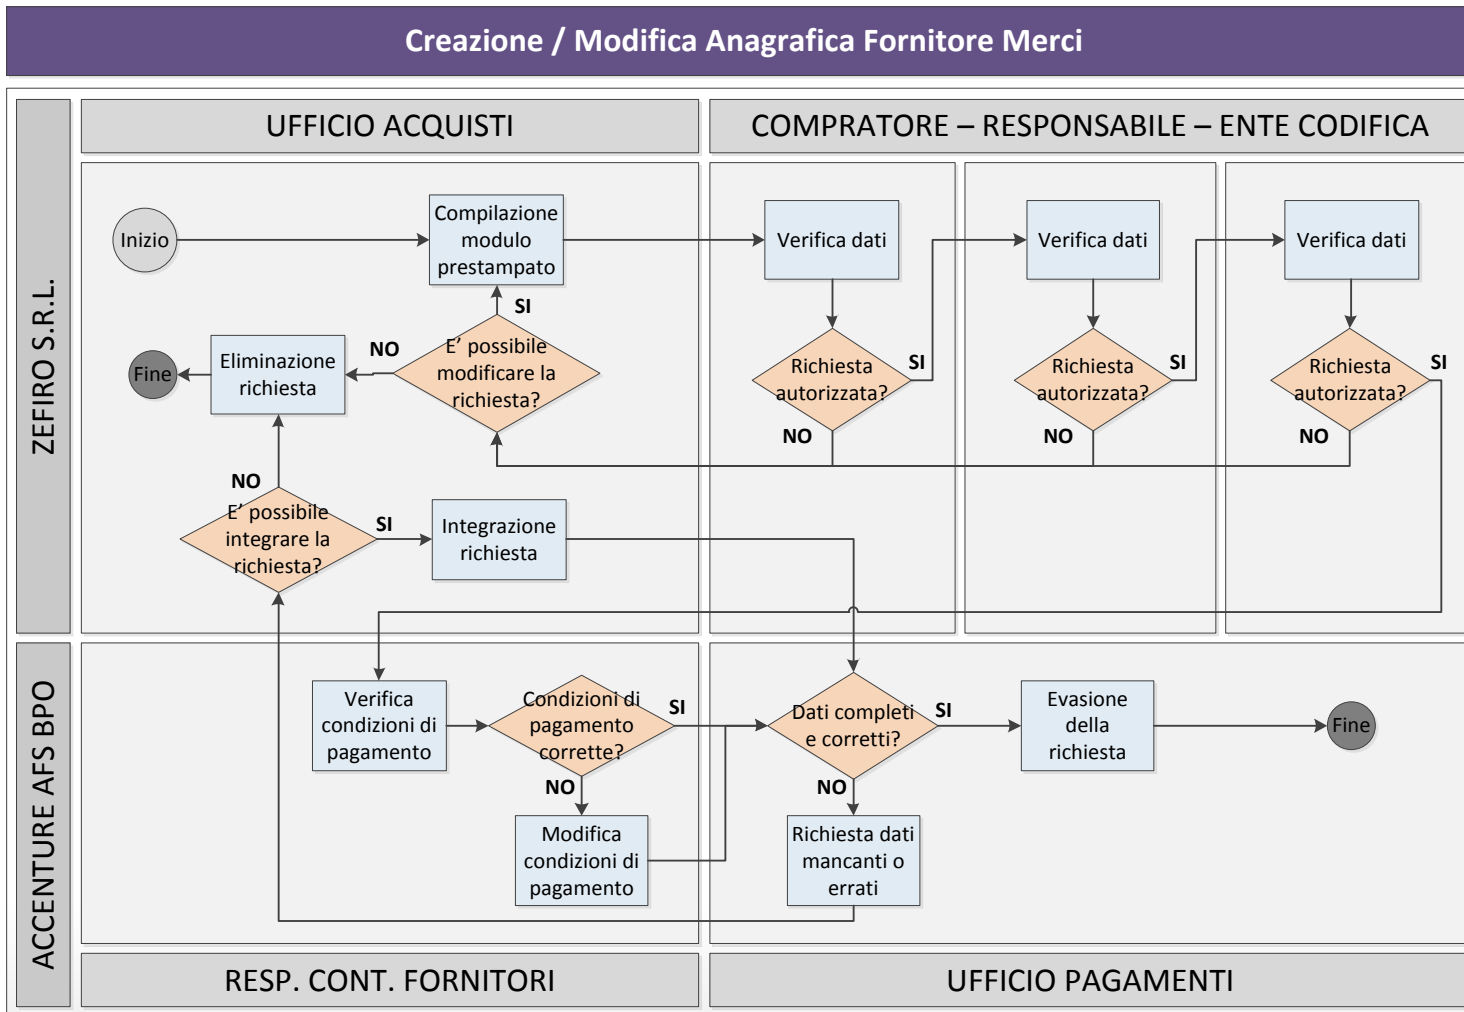 Creazione / Modifica Anagrafica Fornitore Merci
UFFICIO ACQUISTI
COMPRATORE – RESPONSABILE – ENTE CODIFICA
ZEFIRO S.R.L.
Inizio
Compilazione
modulo
prestampato
Verifica dati
Verifica dati
Verifica dati
SI
E' possibile
modificare la
richiesta?
NO
Eliminazione
richiesta
Fine
Richiesta
autorizzata?
SI
NO
Richiesta
autorizzata?
SI
NO
Richiesta
autorizzata?
SI
NO
NO
E' possibile
integrare la
richiesta?
SI
Integrazione
richiesta
ACCENTURE AFS BPO
Verifica
condizioni di
pagamento
Condizioni di
pagamento
corrette?
SI
NO
Modifica
condizioni di
pagamento
Dati completi
e corretti?
SI
NO
Richiesta dati
mancanti o
errati
Evasione
della
richiesta
Fine
RESP. CONT. FORNITORI
UFFICIO PAGAMENTI